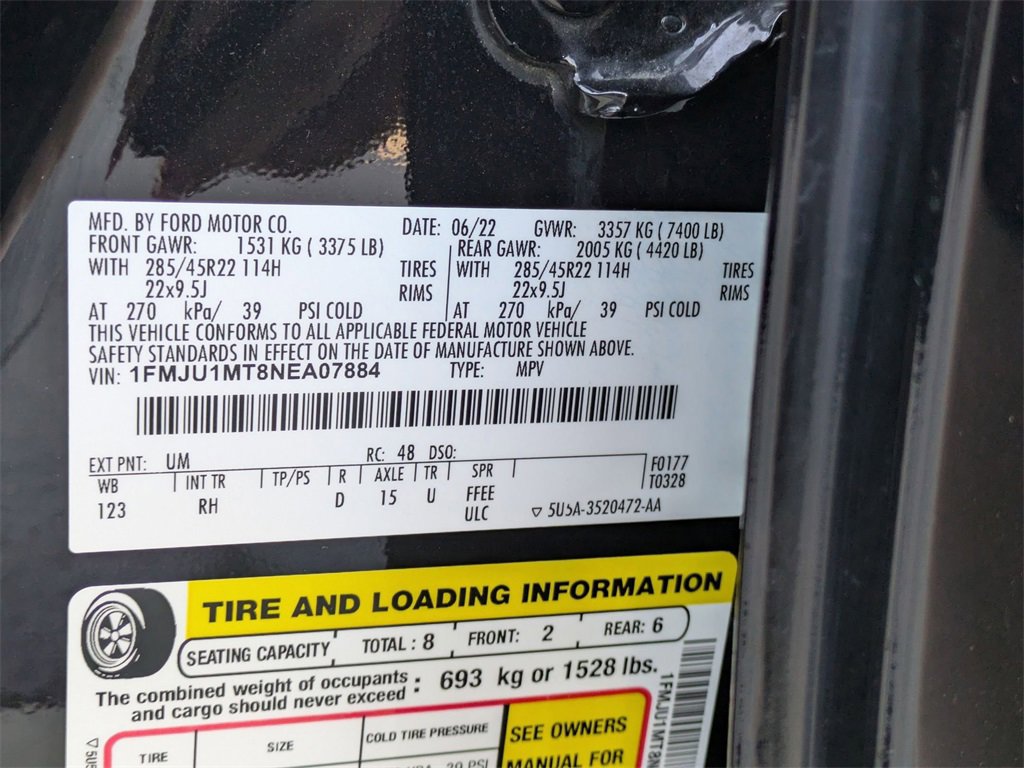 MFD. BY FORD MOTOR CO. DATE: 06/22 GVWR: 3357 KG ( 7400 LB)
FRONT GAWR: 1531 KG ( 3375 LB) REAR GAWR: 2005 KG ( 4420 LB)
WITH 285/45R22 114H TIRES WITH 285/45R22 114H TIRES
22x9.5J RIMS 22x9.5J RIMS
AT 270 kPa/ 39 PSI COLD AT 270 kPa/ 39 PSI COLD
THIS VEHICLE CONFORMS TO ALL APPLICABLE FEDERAL MOTOR VEHICLE
SAFETY STANDARDS IN EFFECT ON THE DATE OF MANUFACTURE SHOWN ABOVE.
VIN: 1FMJU1MT8NEA07884 TYPE: MPV
EXT PNT: UM RC: 48 DSO:
WB INT TR TP/PS R AXLE TR SPR F0177
123 RH D 15 U FFEE T0328
ULC ▽ 5U5A-3520472-AA
TIRE AND LOADING INFORMATION
SEATING CAPACITY TOTAL : 8 FRONT: 2 REAR: 6
The combined weight of occupants
and cargo should never exceed : 693 kg or 1528 lbs.
TIRE SIZE COLD TIRE PRESSURE SEE OWNERS
MANUAL FOR
39 PSI
1FMJU1MT8N
▽ 5U5